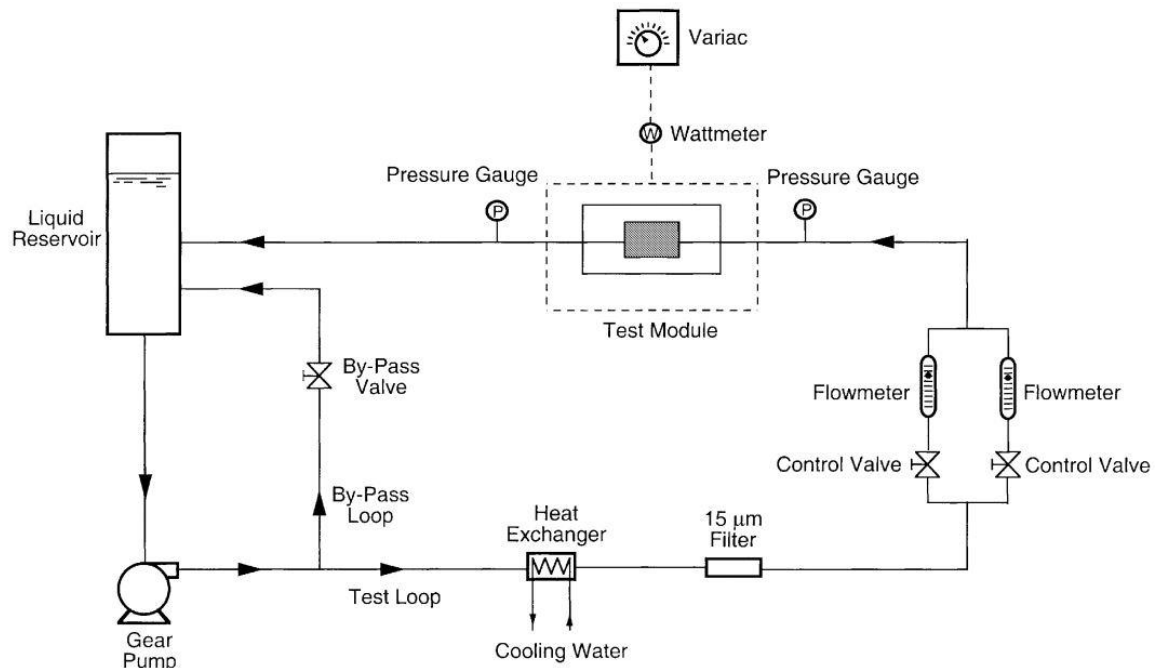 Variac
W
Wattmeter
Pressure Gauge
Pressure Gauge
P
P
Liquid
Reservoir
Test Module
By-Pass
Valve
Flowmeter
Flowmeter
Control Valve
Control Valve
By-Pass
Loop
Heat
Exchanger
15 μm
Filter
Test Loop
Gear
Pump
Cooling Water